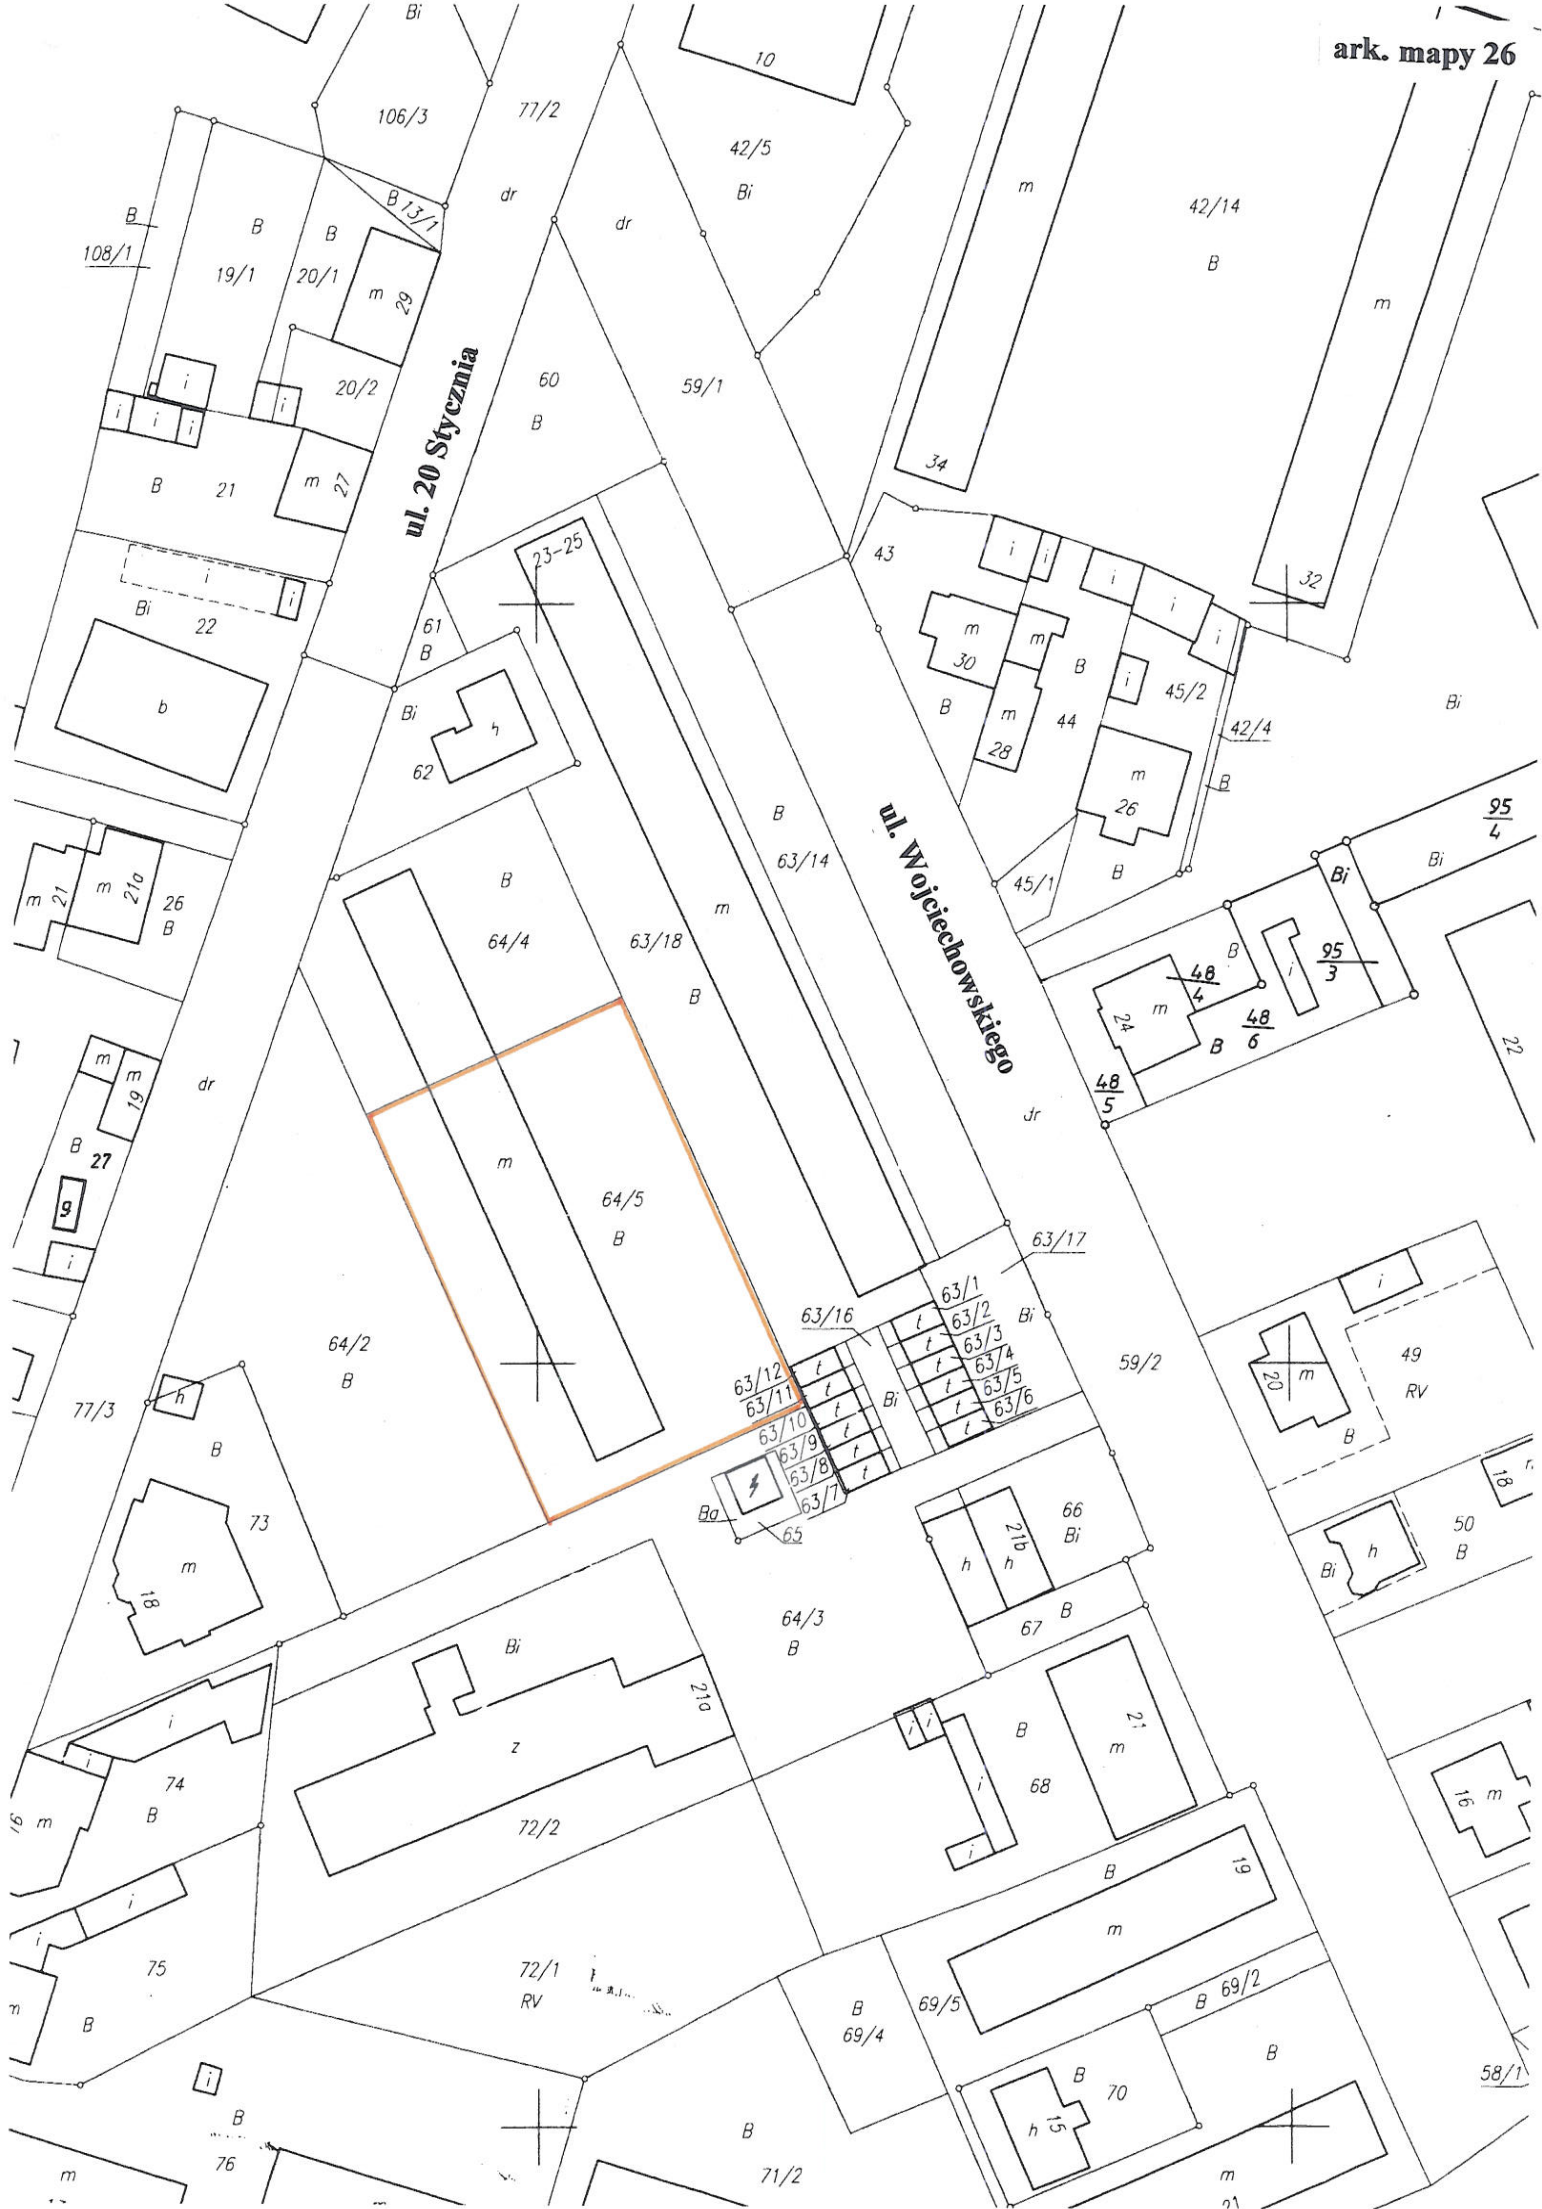 ark. mapy 26
Bi
10
106/3
77/2
42/5
Bi
m
42/14
B
m
dr
dr
B 13/1
B
108/1
B
19/1
B
20/1
m
29
i
i
i
i
i
20/2
ul. 20 Stycznia
60
B
59/1
34
32
B
21
m
27
i
i
Bi
22
b
23-25
61
B
Bi
62
h
43
i
i
i
i
i
m
30
m
B
i
45/2
B
m
28
44
42/4
B
m
26
Bi
B
63/14
ul. Wojciechowskiego
45/1
B
95
4
Bi
Bi
m
21
m
21a
26
B
B
64/4
63/18
m
B
B
i
95
3
48
4
m
24
B
48
6
48
5
22
m
m
19
dr
B
27
9
i
m
64/5
B
dr
63/17
63/1
63/2
63/3
63/4
63/5
63/6
63/16
Bi
Bi
t
t
t
t
t
t
t
t
t
t
t
63/12
63/11
63/10
63/9
63/8
63/7
Ba
65
64/2
B
77/3
h
B
73
m
18
59/2
i
49
RV
20
m
B
18
50
B
Bi
h
66
Bi
21b
h
h
B
67
64/3
B
Bi
21a
z
i
i
74
B
m
72/2
i
i
i
i
B
68
21
m
16
m
B
19
m
i
i
75
B
m
72/1
RV
B
69/4
69/5
B
69/2
B
58/1
i
B
76
m
B
71/2
B
70
h
15
m
21